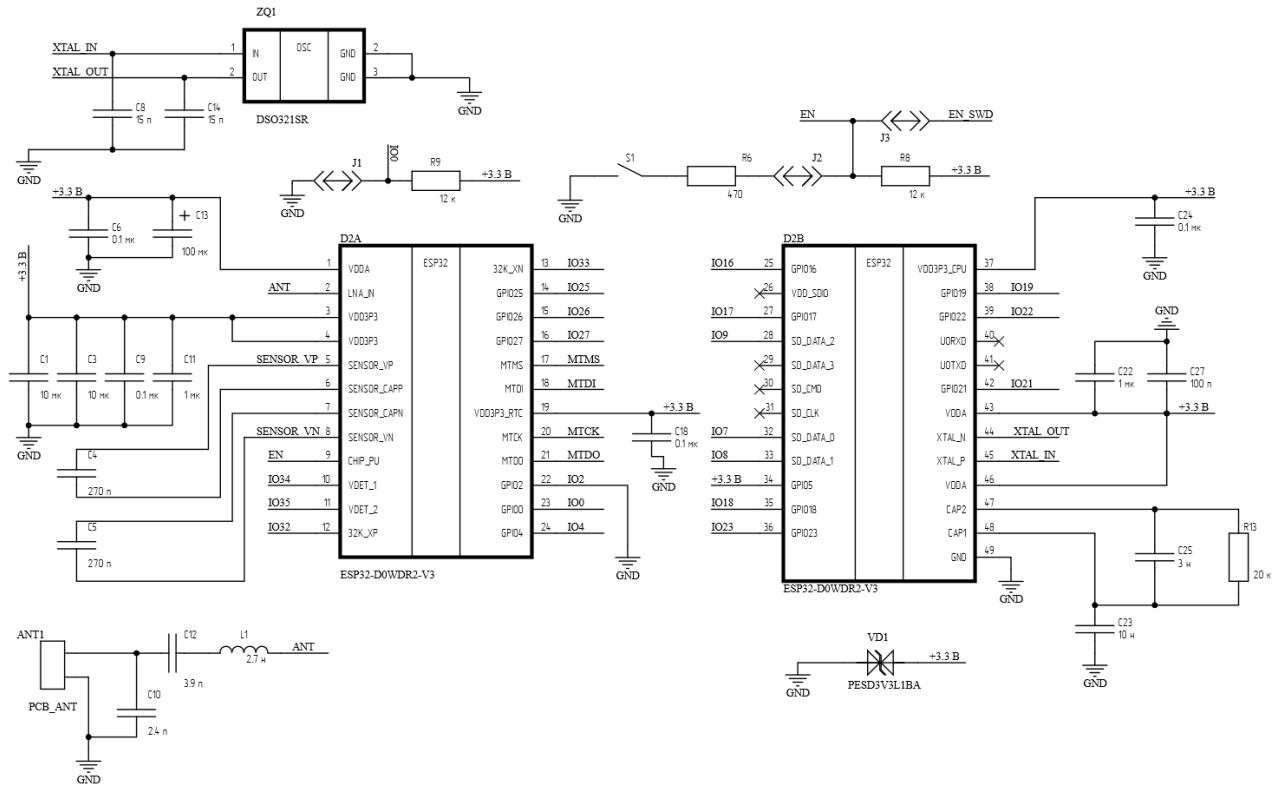 ZQ1
XTAL_IN 1 IN OSC GND 2
XTAL_OUT 2 OUT GND 3
C8 15 п
C14 15 п
GND
DSO321SR
GND
EN EN_SWD
J3
IO0
J1 R9 +3.3 В
12 к
GND
S1 R6 J2 R8 +3.3 В
470 12 к
GND
+3.3 В
C6 0.1 мк
C13 100 мк
+
GND
+3.3 В
C24 0.1 мк
GND
D2A
ESP32
1 VDDA 32K_XN 13 IO33
ANT 2 LNA_IN GPIO25 14 IO25
3 VDD3P3 GPIO26 15 IO26
4 VDD3P3 GPIO27 16 IO27
SENSOR_VP 5 SENSOR_VP MTMS 17 MTMS
6 SENSOR_CAPP MTDI 18 MTDI
7 SENSOR_CAPN VDD3P3_RTC 19 +3.3 В
SENSOR_VN 8 SENSOR_VN MTCK 20 MTCK
EN 9 CHIP_PU MTDO 21 MTDO
IO34 10 VDET_1 GPIO2 22 IO2
IO35 11 VDET_2 GPIO0 23 IO0
IO32 12 32K_XP GPIO4 24 IO4
ESP32-D0WDR2-V3
+3.3 В
C1 10 мк
C3 10 мк
C9 0.1 мк
C11 1 мк
GND
C4
270 п
C5
270 п
C18 0.1 мк
GND
GND
D2B
ESP32
IO16 25 GPIO16 VDD3P3_CPU 37
26 VDD_SDIO GPIO19 38 IO19
IO17 27 GPIO17 GPIO22 39 IO22
IO9 28 SD_DATA_2 U0RXD 40
29 SD_DATA_3 U0TXD 41
30 SD_CMD GPIO21 42 IO21
31 SD_CLK VDDA 43 +3.3 В
IO7 32 SD_DATA_0 XTAL_N 44 XTAL_OUT
IO8 33 SD_DATA_1 XTAL_P 45 XTAL_IN
+3.3 В 34 GPIO5 VDDA 46
IO18 35 GPIO18 CAP2 47
IO23 36 GPIO23 CAP1 48
GND 49
ESP32-D0WDR2-V3
GND
GND
C22 1 мк
C27 100 п
R13
20 к
C25 3 н
C23 10 н
GND
ANT1
C12
3.9 п
L1
2.7 н
ANT
PCB_ANT
C10
2.4 п
GND
VD1
+3.3 В
GND
PESD3V3L1BA